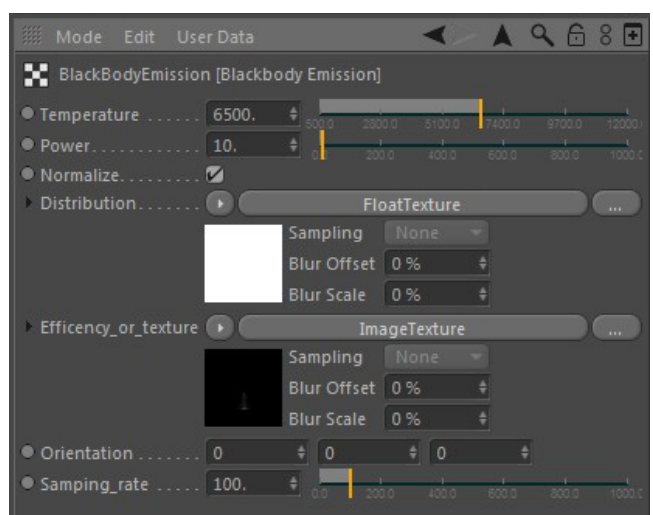 Mode Edit User Data
BlackBodyEmission [Blackbody Emission]
Temperature ...... 6500. 500.0 2800.0 5100.0 7400.0 9700.0 12000.
Power........... 10. 0.0 200.0 400.0 600.0 800.0 1000.0
Normalize.........
Distribution....... FloatTexture ...
Sampling None
Blur Offset 0 %
Blur Scale 0 %
Efficency_or_texture ImageTexture ...
Sampling None
Blur Offset 0 %
Blur Scale 0 %
Orientation ....... 0 0 0
Samping_rate ..... 100. 0.0 200.0 400.0 600.0 800.0 1000.0